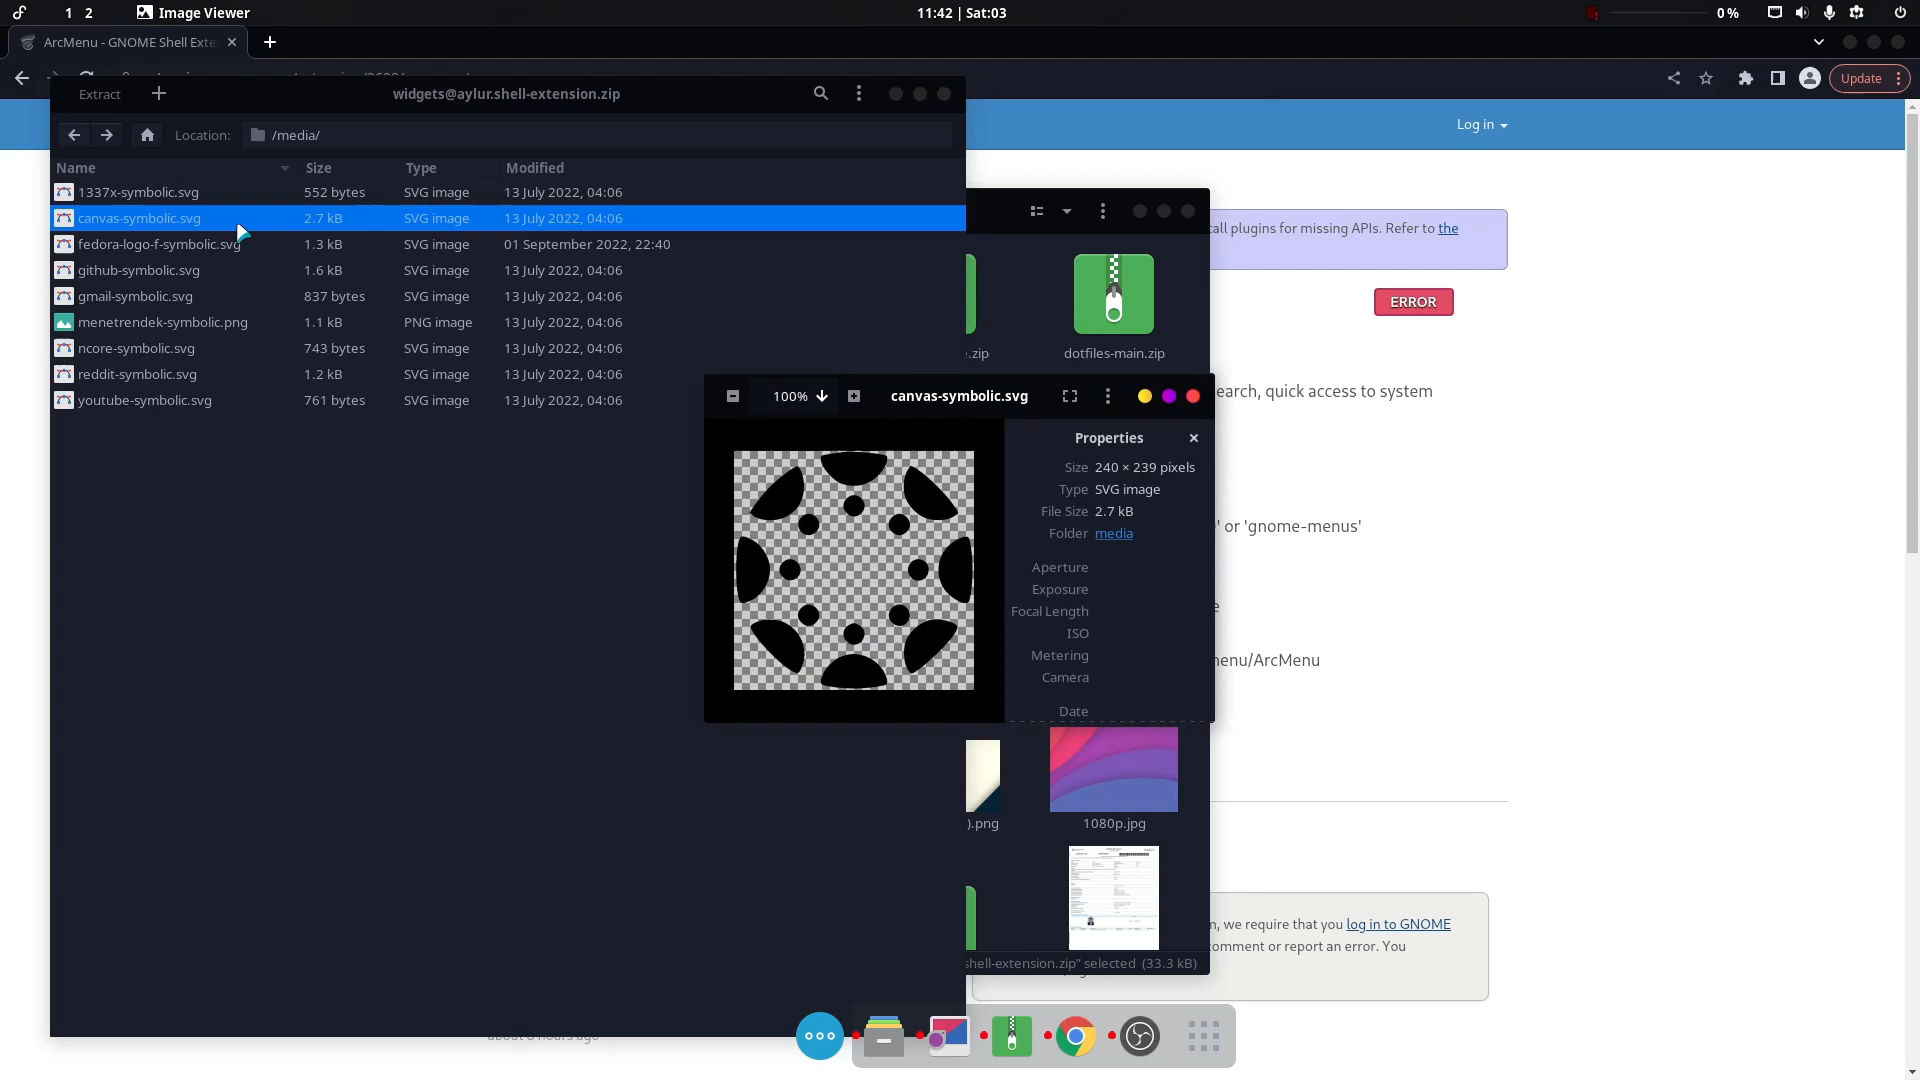 1 2 Image Viewer 11:42 | Sat:03 0 %
ArcMenu - GNOME Shell Exte
Update
Extract widgets@aylur.shell-extension.zip
Log in
Location: /media/
Name Size Type Modified
1337x-symbolic.svg 552 bytes SVG image 13 July 2022, 04:06
canvas-symbolic.svg 2.7 kB SVG image 13 July 2022, 04:06
fedora-logo-f-symbolic.svg 1.3 kB SVG image 01 September 2022, 22:40
github-symbolic.svg 1.6 kB SVG image 13 July 2022, 04:06
gmail-symbolic.svg 837 bytes SVG image 13 July 2022, 04:06
menetrendek-symbolic.png 1.1 kB PNG image 13 July 2022, 04:06
ncore-symbolic.svg 743 bytes SVG image 13 July 2022, 04:06
reddit-symbolic.svg 1.2 kB SVG image 13 July 2022, 04:06
youtube-symbolic.svg 761 bytes SVG image 13 July 2022, 04:06
all plugins for missing APIs. Refer to the
ERROR
.zip dotfiles-main.zip
earch, quick access to system
100% canvas-symbolic.svg
Properties
Size 240 × 239 pixels
Type SVG image
File Size 2.7 kB
Folder media
Aperture
Exposure
Focal Length
ISO
Metering
Camera
Date
' or 'gnome-menus'
e
enu/ArcMenu
).png 1080p.jpg
n, we require that you log in to GNOME
comment or report an error. You
shell-extension.zip” selected (33.3 kB)